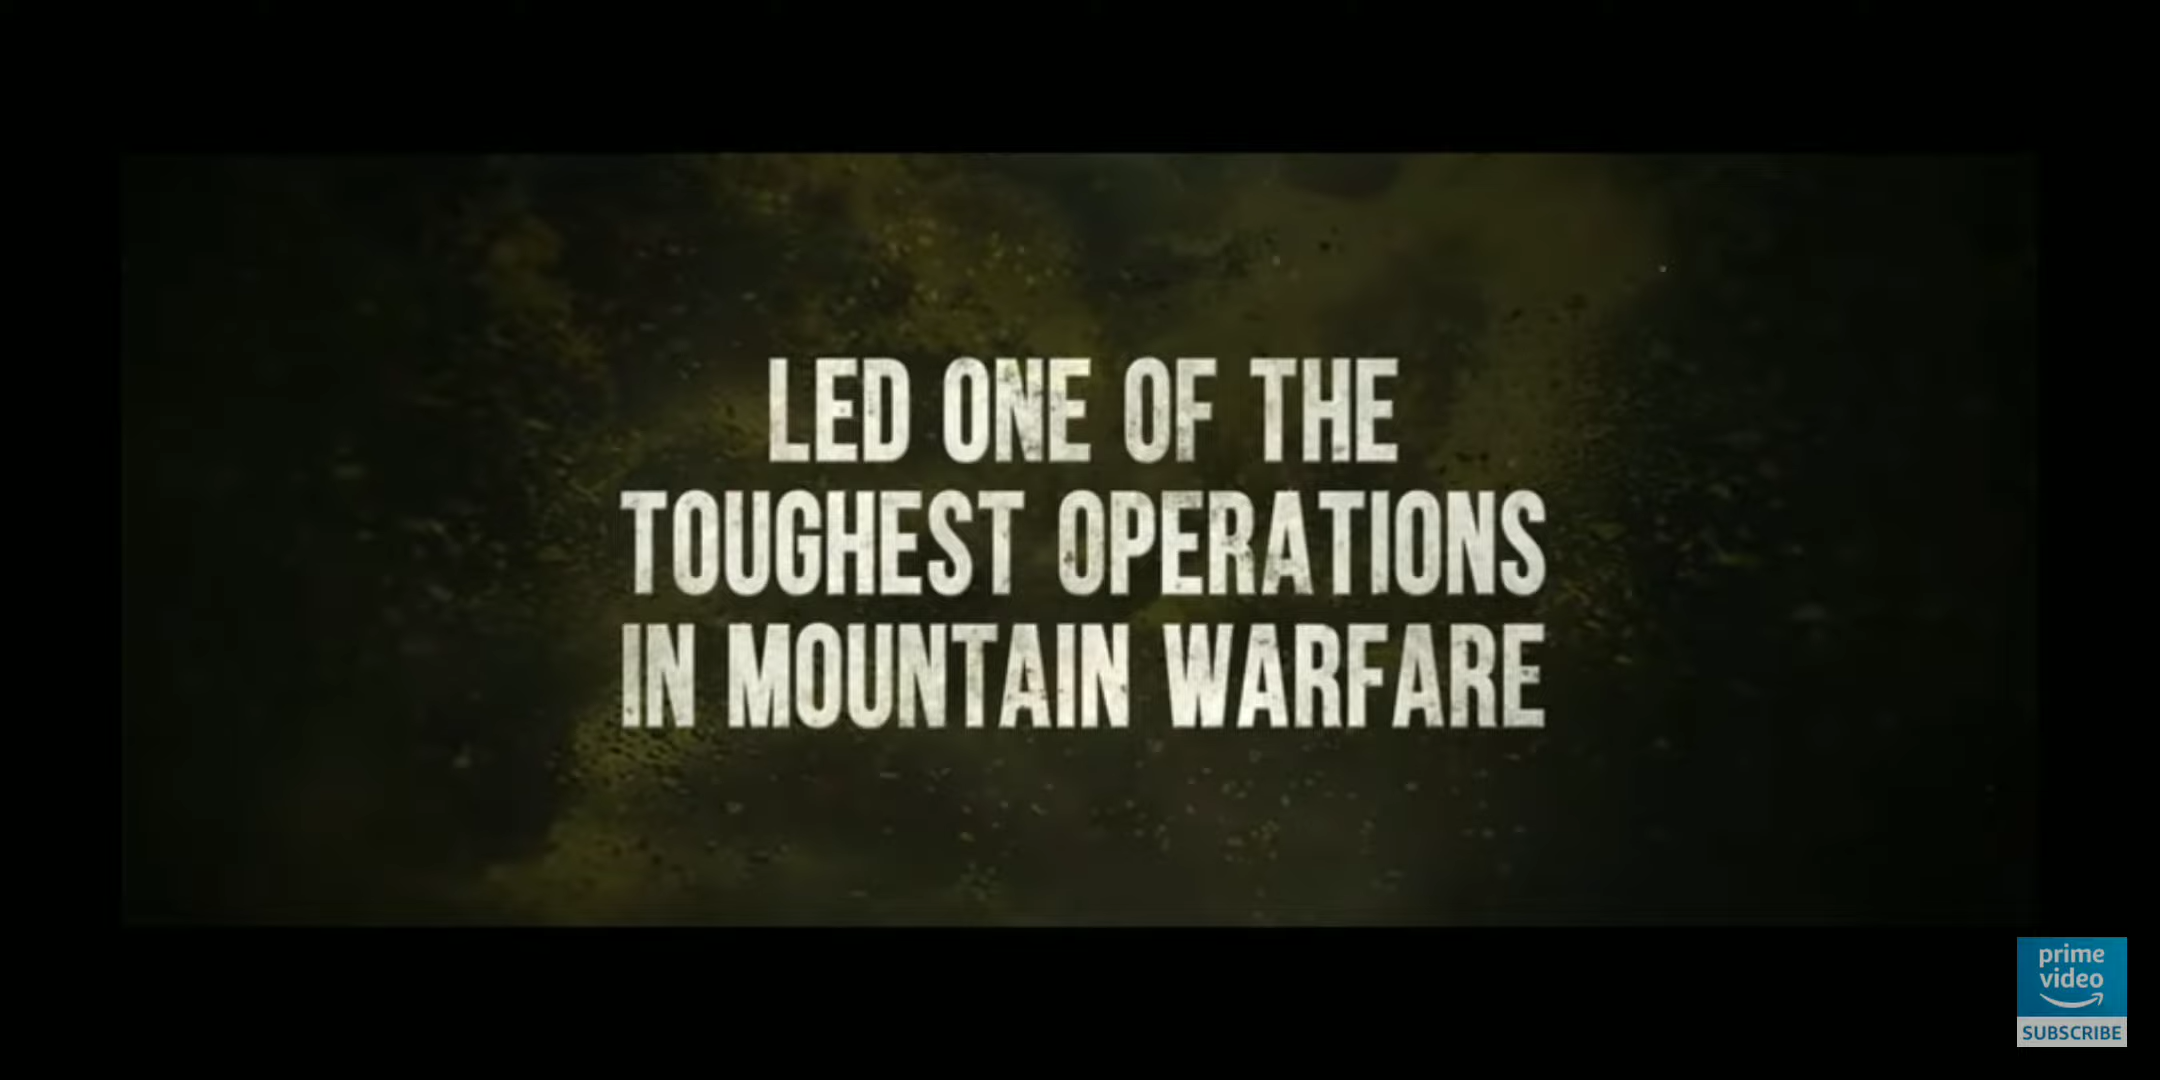 LED ONE OF THE
TOUGHEST OPERATIONS
IN MOUNTAIN WARFARE
prime
video
SUBSCRIBE